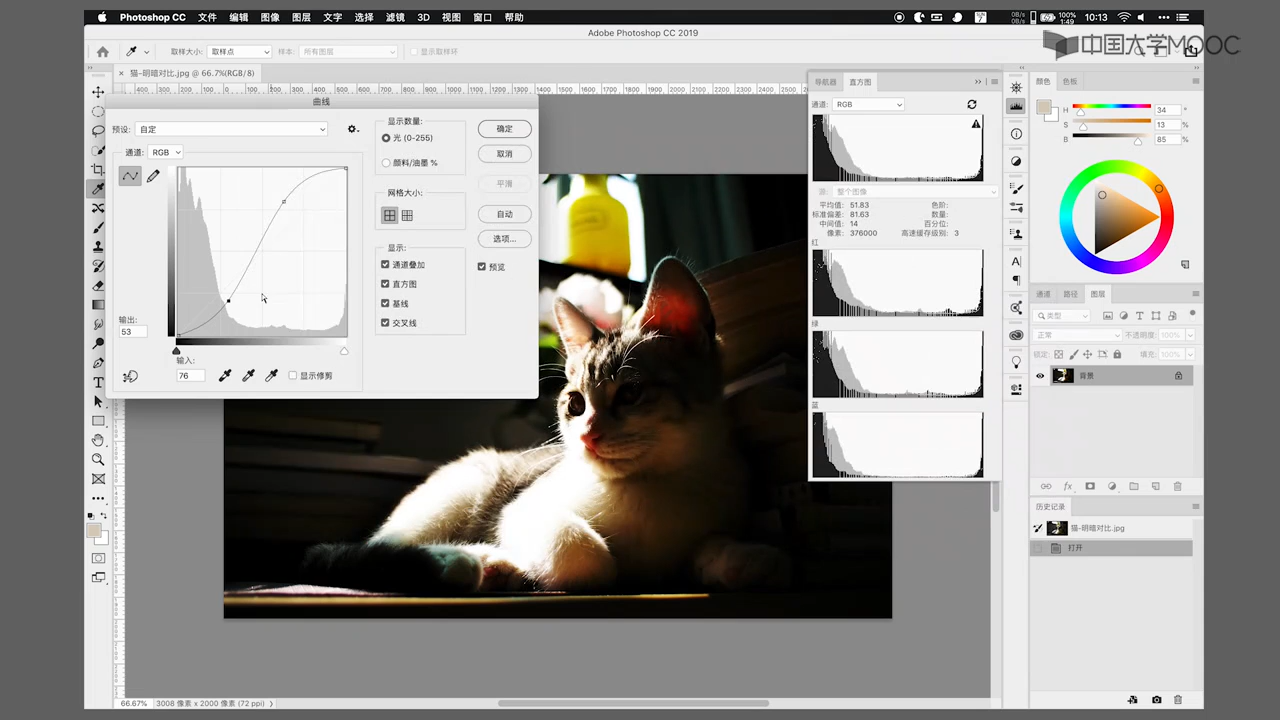 Photoshop CC 文件 编辑 图像 图层 文字 选择 滤镜 3D 视图 窗口 帮助
0B/s
0B/s
100%
1:49
10:13
Adobe Photoshop CC 2019
中国大学MOOC
取样大小: 取样点 样本: 所有图层 显示取样环
× 猫-明暗对比.jpg @ 66.7%(RGB/8)
曲线
预设: 自定
通道: RGB
输出:
53
输入:
76
显示修剪
显示数量:
光 (0-255)
颜料/油墨 %
网格大小:
显示:
通道叠加
直方图
基线
交叉线
确定
取消
平滑
自动
选项...
预览
导航器 直方图
通道: RGB
源: 整个图像
平均值: 51.83 色阶:
标准偏差: 81.63 数量:
中间值: 14 百分位:
像素: 376000 高速缓存级别: 3
红
绿
蓝
颜色 色板
H 34 °
S 13 %
B 85 %
通道 路径 图层
类型
正常 不透明度: 100%
锁定: 填充: 100%
背景
fx
历史记录
猫-明暗对比.jpg
打开
66.67% 3008 像素 x 2000 像素 (72 ppi)